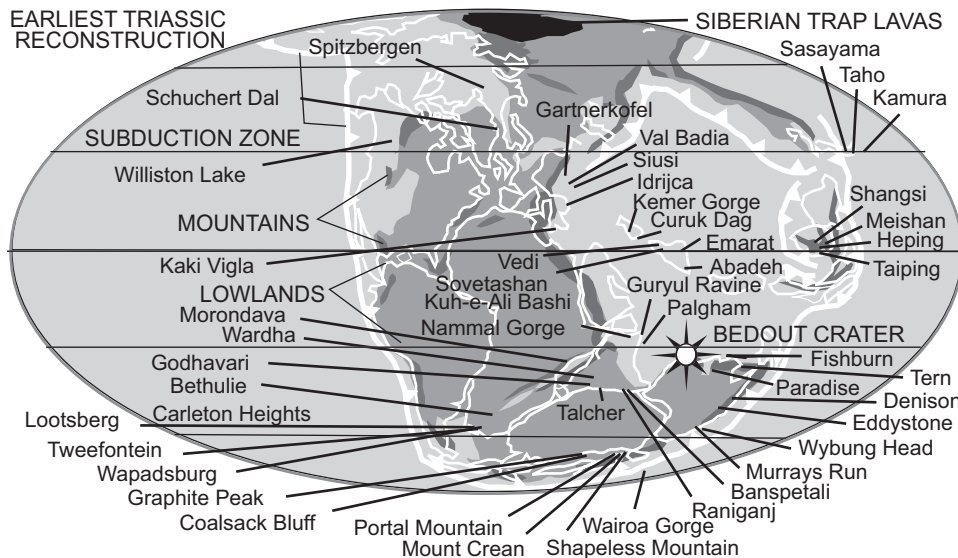 EARLIEST TRIASSIC
RECONSTRUCTION
SIBERIAN TRAP LAVAS
Spitzbergen
Sasayama
Taho
Kamura
Schuchert Dal
Gartnerkofel
SUBDUCTION ZONE
Val Badia
Siusi
Williston Lake
Idrijca
Kemer Gorge
Shangsi
MOUNTAINS
Curuk Dag
Meishan
Emarat
Heping
Kaki Vigla
Vedi
Abadeh
Taiping
LOWLANDS
Sovetashan
Guryul Ravine
Kuh-e-Ali Bashi
Morondava
Palgham
Wardha
Nammal Gorge
BEDOUT CRATER
Godhavari
Fishburn
Bethulie
Paradise
Tern
Carleton Heights
Talcher
Denison
Lootsberg
Eddystone
Tweefontein
Wybung Head
Wapadsburg
Murrays Run
Graphite Peak
Banspetali
Coalsack Bluff
Raniganj
Portal Mountain
Wairoa Gorge
Mount Crean
Shapeless Mountain